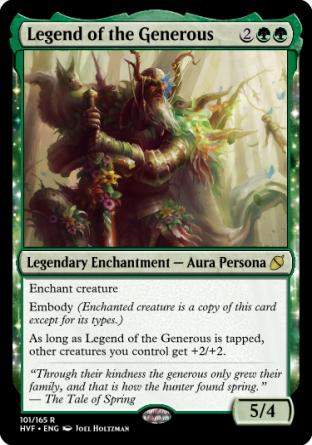 Legend of the Generous 2
Legendary Enchantment — Aura Persona
Enchant creature
Embody (Enchanted creature is a copy of this card
except for its types.)
As long as Legend of the Generous is tapped,
other creatures you control get +2/+2.
“Through their kindness the generous only grew their
family, and that is how the hunter found spring.”
— The Tale of Spring
101/165 R
HVF • ENG JOEL HOLTZMAN
5/4